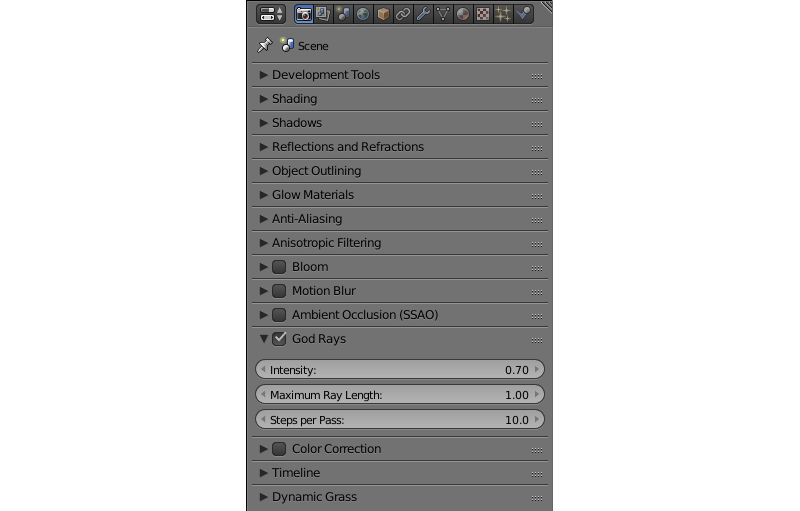 Scene
Development Tools
Shading
Shadows
Reflections and Refractions
Object Outlining
Glow Materials
Anti-Aliasing
Anisotropic Filtering
Bloom
Motion Blur
Ambient Occlusion (SSAO)
God Rays
Intensity: 0.70
Maximum Ray Length: 1.00
Steps per Pass: 10.0
Color Correction
Timeline
Dynamic Grass